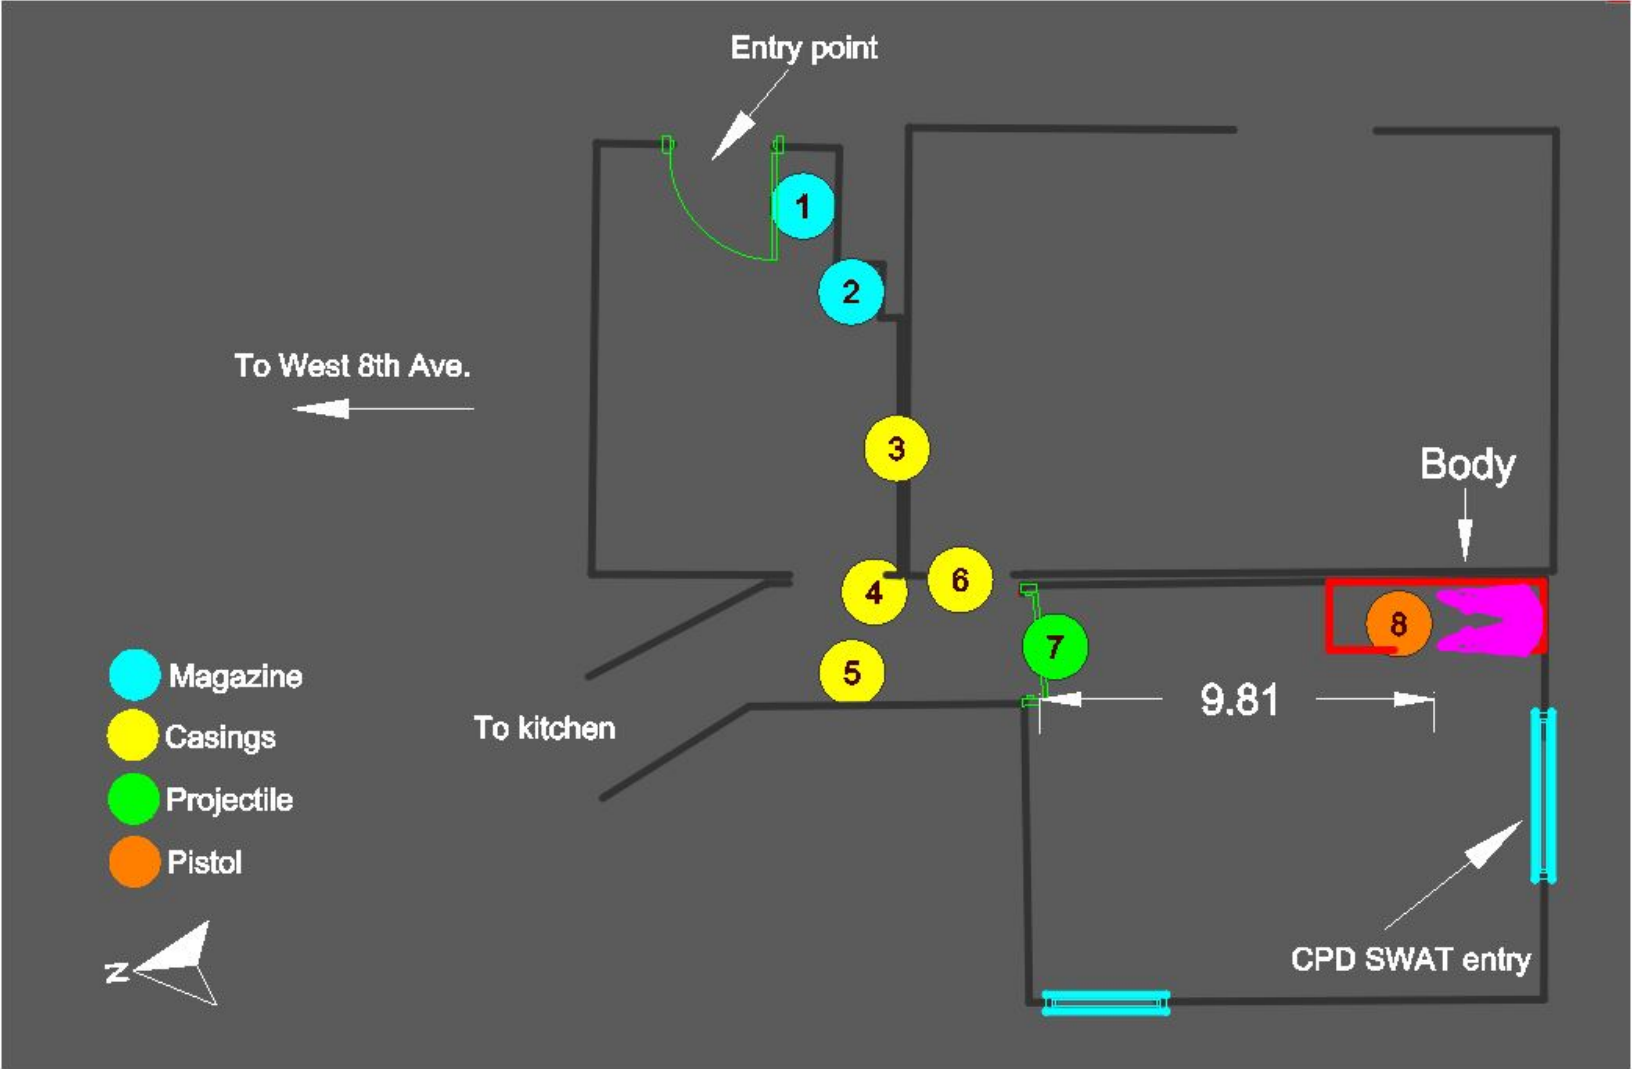 Entry point
1
2
To West 8th Ave.
3
Body
4
6
5
7
8
9.81
Magazine
Casings
Projectile
Pistol
To kitchen
CPD SWAT entry
N